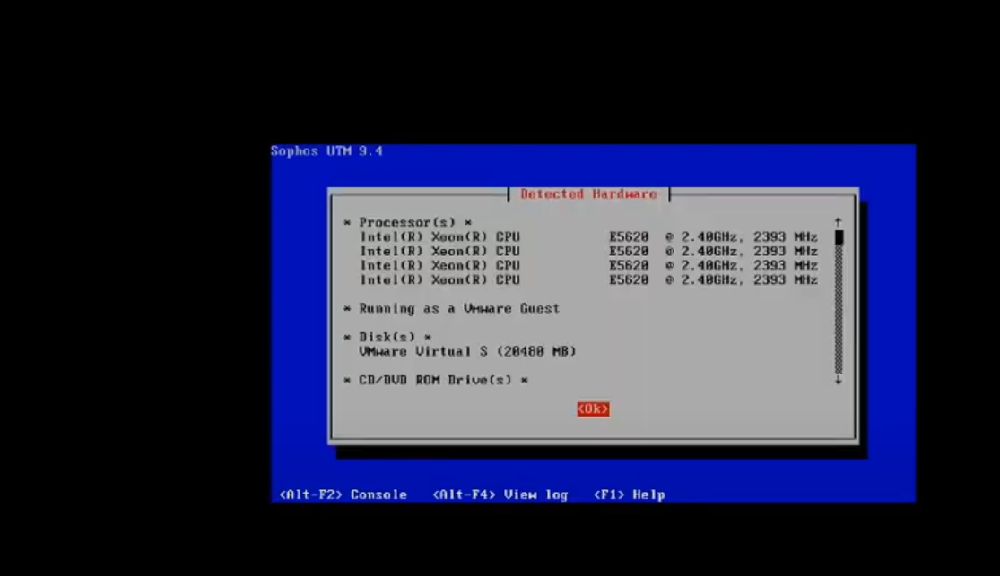 Sophos UTM 9.4
Detected Hardware
* Processor(s) *
Intel(R) Xeon(R) CPU E5620 @ 2.40GHz, 2393 MHz
Intel(R) Xeon(R) CPU E5620 @ 2.40GHz, 2393 MHz
Intel(R) Xeon(R) CPU E5620 @ 2.40GHz, 2393 MHz
Intel(R) Xeon(R) CPU E5620 @ 2.40GHz, 2393 MHz
* Running as a VMware Guest
* Disk(s) *
VMware Virtual S (20480 MB)
* CD/DVD ROM Drive(s) *
<Ok>
<Alt-F2> Console <Alt-F4> View log <F1> Help